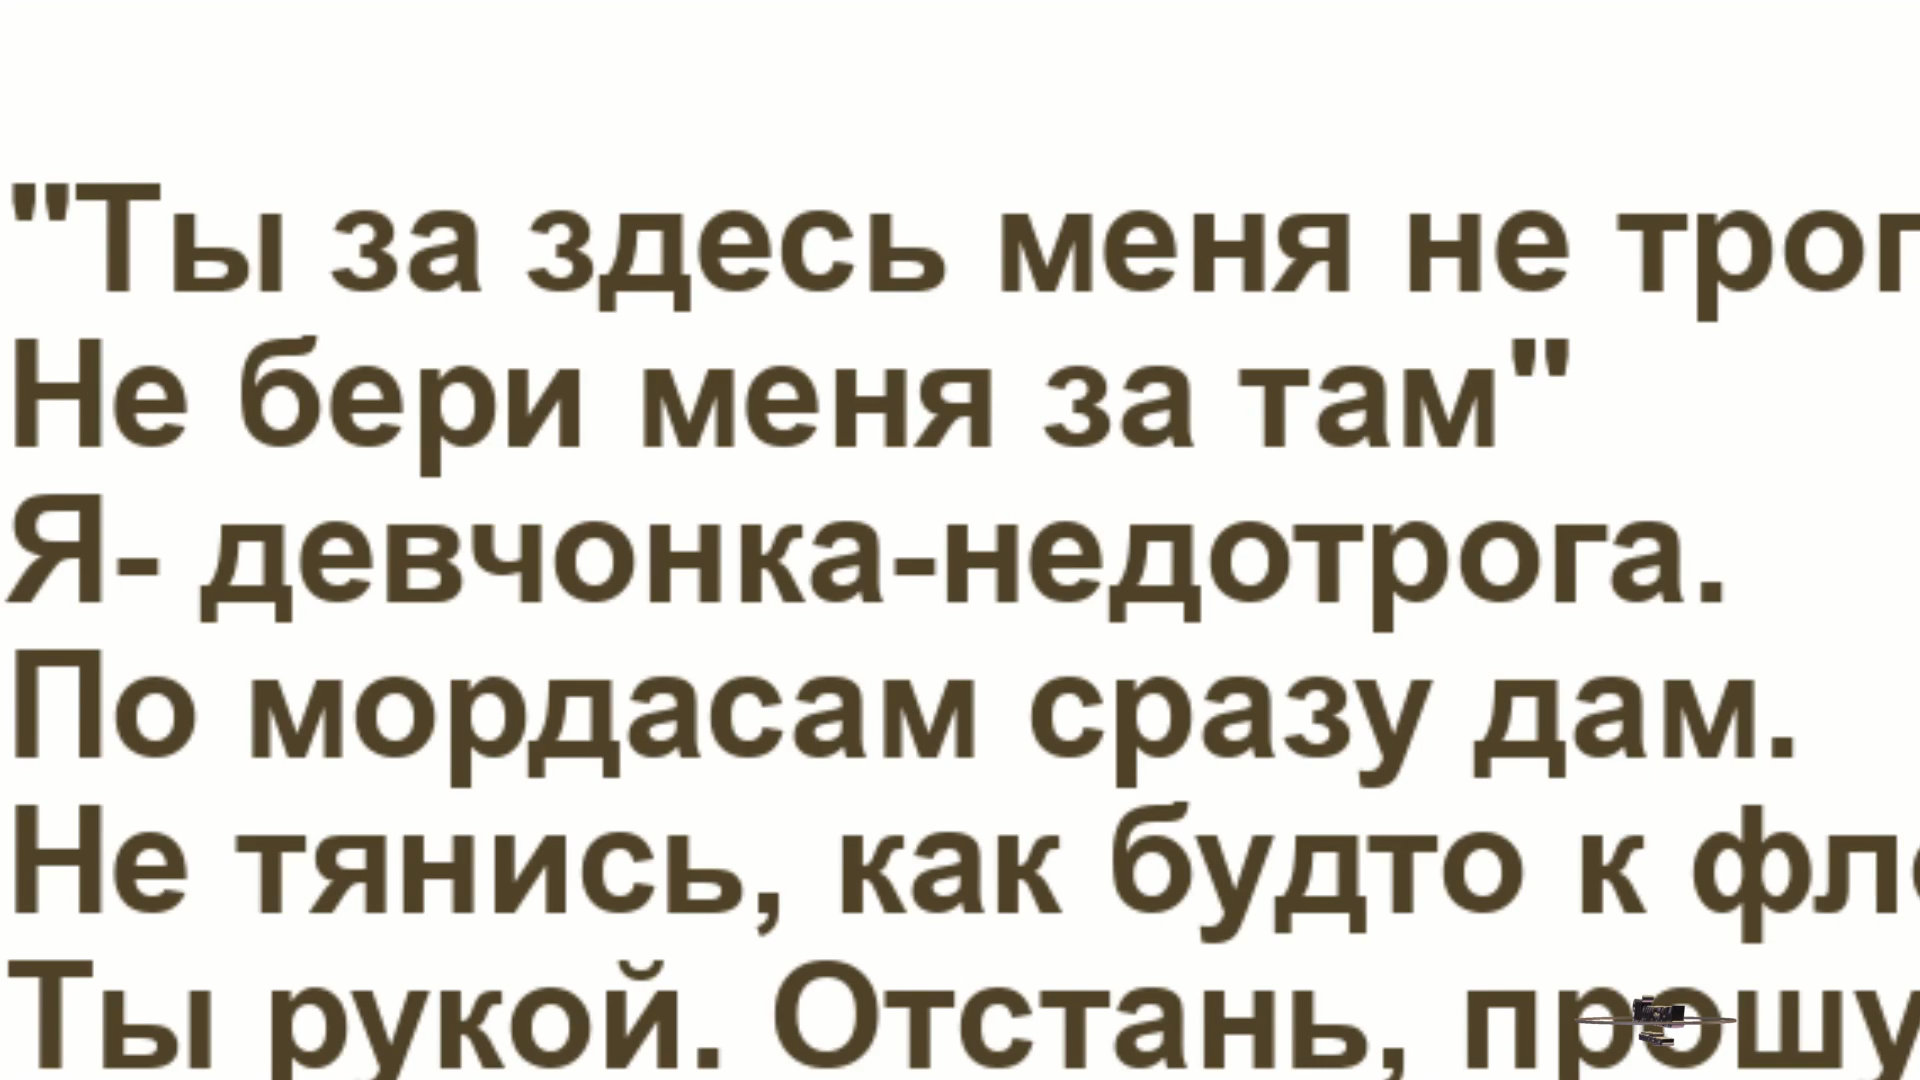 "Ты за здесь меня не трог
Не бери меня за там"
Я- девчонка-недотрога.
По мордасам сразу дам.
Не тянись, как будто к
Ты рукой. Отстань, прошу